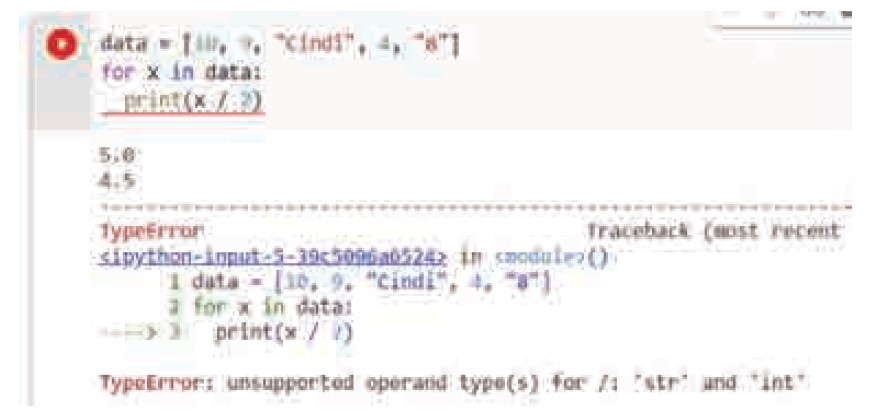 data = [10, 9, "Cindi", 4, "8"]
for x in data:
  print(x / 2)
5.0
4.5
TypeError Traceback (most recent
<ipython-input-5-39c5096a0524> in <module>()
1 data = [10, 9, "Cindi", 4, "8"]
2 for x in data:
----> 3 print(x / 2)
TypeError: unsupported operand type(s) for /: 'str' and 'int'